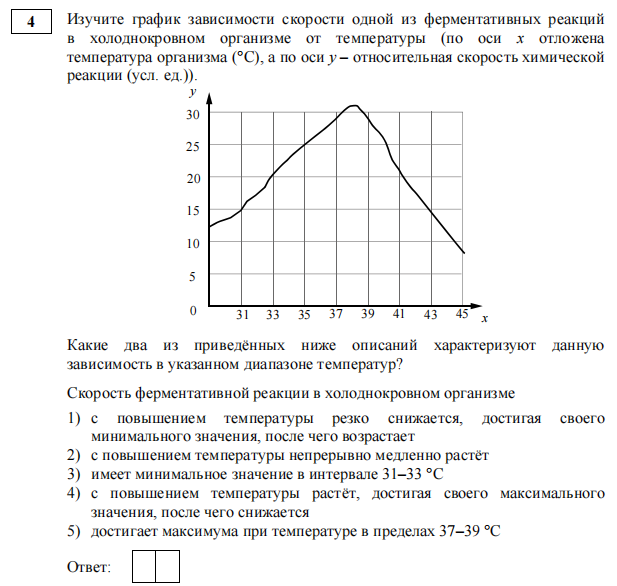 4
Изучите график зависимости скорости одной из ферментативных реакций
в холоднокровном организме от температуры (по оси x отложена
температура организма (°C), а по оси y – относительная скорость химической
реакции (усл. ед.)).
y
30
25
20
15
10
5
0
31 33 35 37 39 41 43 45 x
Какие два из приведённых ниже описаний характеризуют данную
зависимость в указанном диапазоне температур?
Скорость ферментативной реакции в холоднокровном организме
1) с повышением температуры резко снижается, достигая своего
минимального значения, после чего возрастает
2) с повышением температуры непрерывно медленно растёт
3) имеет минимальное значение в интервале 31–33 °C
4) с повышением температуры растёт, достигая своего максимального
значения, после чего снижается
5) достигает максимума при температуре в пределах 37–39 °C
Ответ: